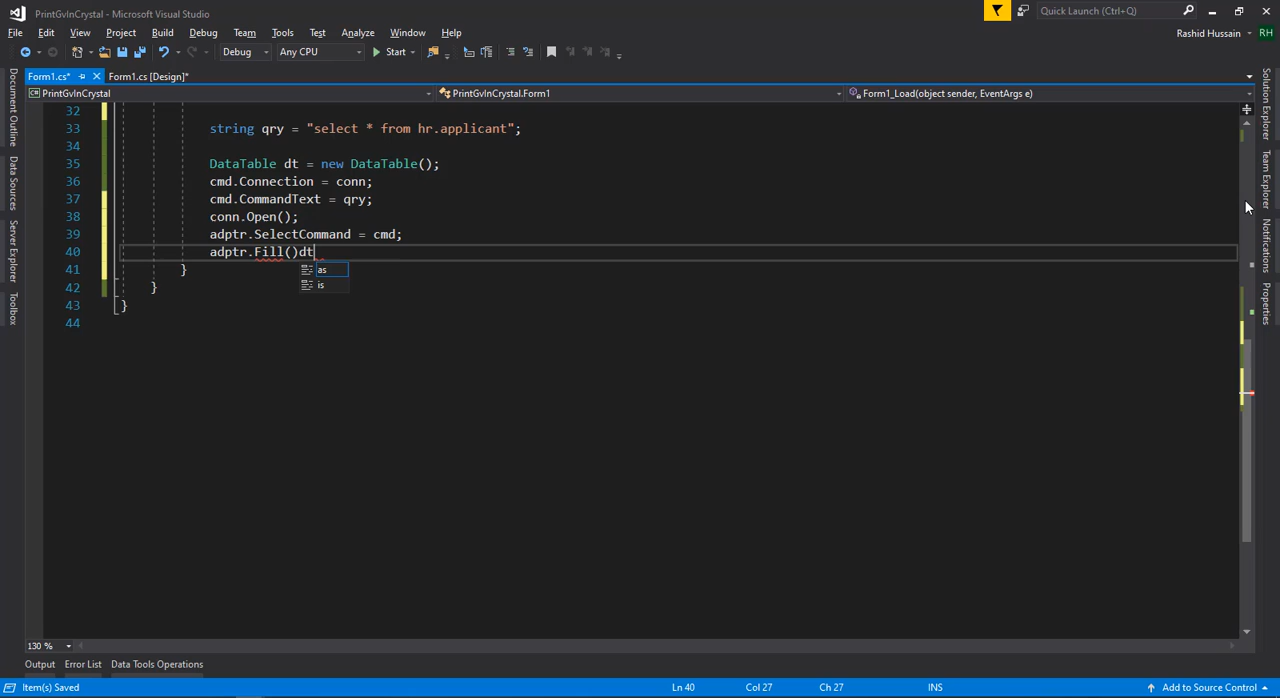 PrintGvInCrystal - Microsoft Visual Studio
Quick Launch (Ctrl+Q)
File Edit View Project Build Debug Team Tools Test Analyze Window Help
Rashid Hussain RH
Debug Any CPU Start
Form1.cs* Form1.cs [Design]*
PrintGvInCrystal PrintGvInCrystal.Form1 Form1_Load(object sender, EventArgs e)
32
33 string qry = "select * from hr.applicant";
34
35 DataTable dt = new DataTable();
36 cmd.Connection = conn;
37 cmd.CommandText = qry;
38 conn.Open();
39 adptr.SelectCommand = cmd;
40 adptr.Fill()dt
41 }
as
is
42 }
43 }
44
Document Outline
Data Sources
Server Explorer
Toolbox
Solution Explorer
Team Explorer
Notifications
Properties
130 %
Output Error List Data Tools Operations
Item(s) Saved Ln 40 Col 27 Ch 27 INS Add to Source Control